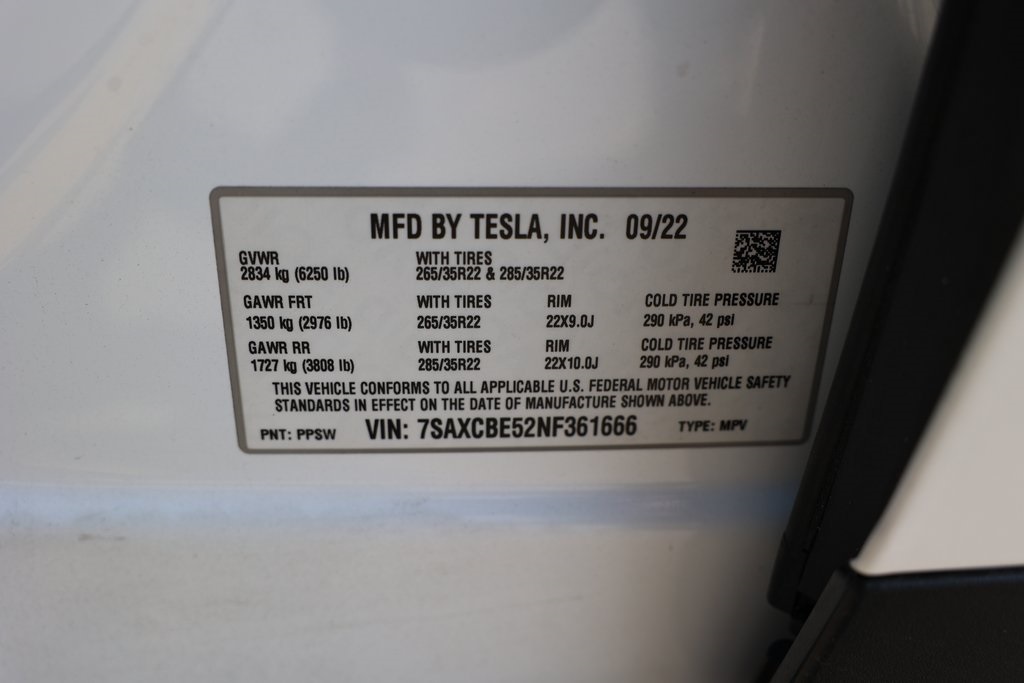 MFD BY TESLA, INC. 09/22
GVWR WITH TIRES
2834 kg (6250 lb) 265/35R22 & 285/35R22
GAWR FRT WITH TIRES RIM COLD TIRE PRESSURE
1350 kg (2976 lb) 265/35R22 22X9.0J 290 kPa, 42 psi
GAWR RR WITH TIRES RIM COLD TIRE PRESSURE
1727 kg (3808 lb) 285/35R22 22X10.0J 290 kPa, 42 psi
THIS VEHICLE CONFORMS TO ALL APPLICABLE U.S. FEDERAL MOTOR VEHICLE SAFETY
STANDARDS IN EFFECT ON THE DATE OF MANUFACTURE SHOWN ABOVE.
PNT: PPSW VIN: 7SAXCBE52NF361666 TYPE: MPV